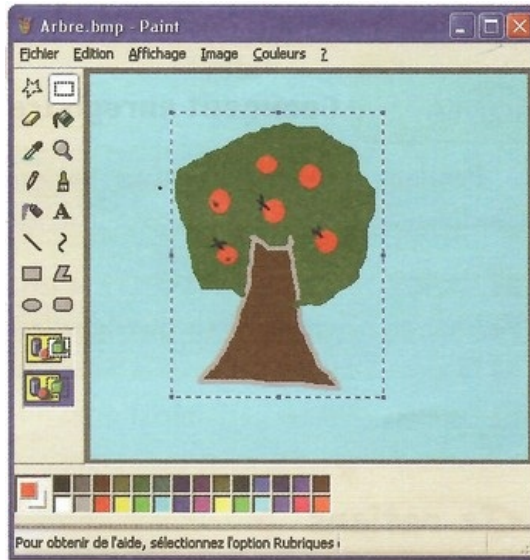 Arbre.bmp - Paint
Fichier Edition Affichage Image Couleurs ?
A
Pour obtenir de l'aide, sélectionnez l'option Rubriques